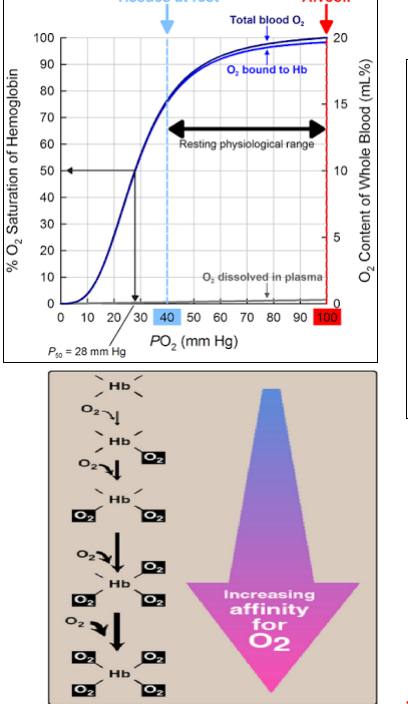 Tissues at rest
Alveoli
Total blood O₂
O₂ bound to Hb
Resting physiological range
O₂ dissolved in plasma
% O₂ Saturation of Hemoglobin
100
90
80
70
60
50
40
30
20
10
0
O₂ Content of Whole Blood (mL%)
20
15
10
5
0
0 10 20 30 40 50 60 70 80 90 100
PO₂ (mm Hg)
P₅₀ = 28 mm Hg
Hb
O₂
Hb
O₂
O₂
Hb
O₂ O₂
O₂
O₂
Hb
O₂ O₂
O₂
O₂ O₂
Hb
O₂ O₂
Increasing
affinity
for
O₂